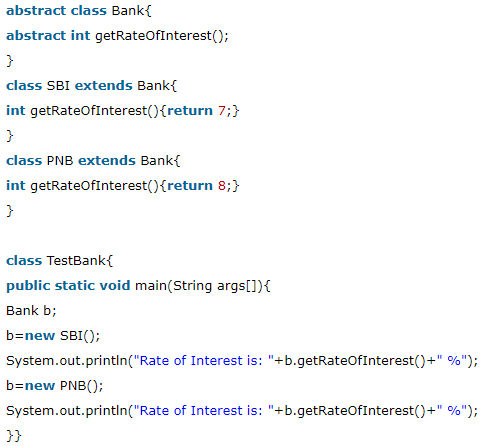 abstract class Bank{
abstract int getRateOfInterest();
}
class SBI extends Bank{
int getRateOfInterest(){return 7;}
}
class PNB extends Bank{
int getRateOfInterest(){return 8;}
}
class TestBank{
public static void main(String args[]){
Bank b;
b=new SBI();
System.out.println("Rate of Interest is: "+b.getRateOfInterest()+" %");
b=new PNB();
System.out.println("Rate of Interest is: "+b.getRateOfInterest()+" %");
}}